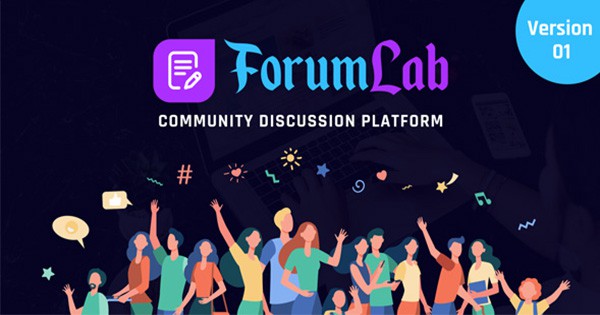 Version
01
ForumLab
COMMUNITY DISCUSSION PLATFORM
#